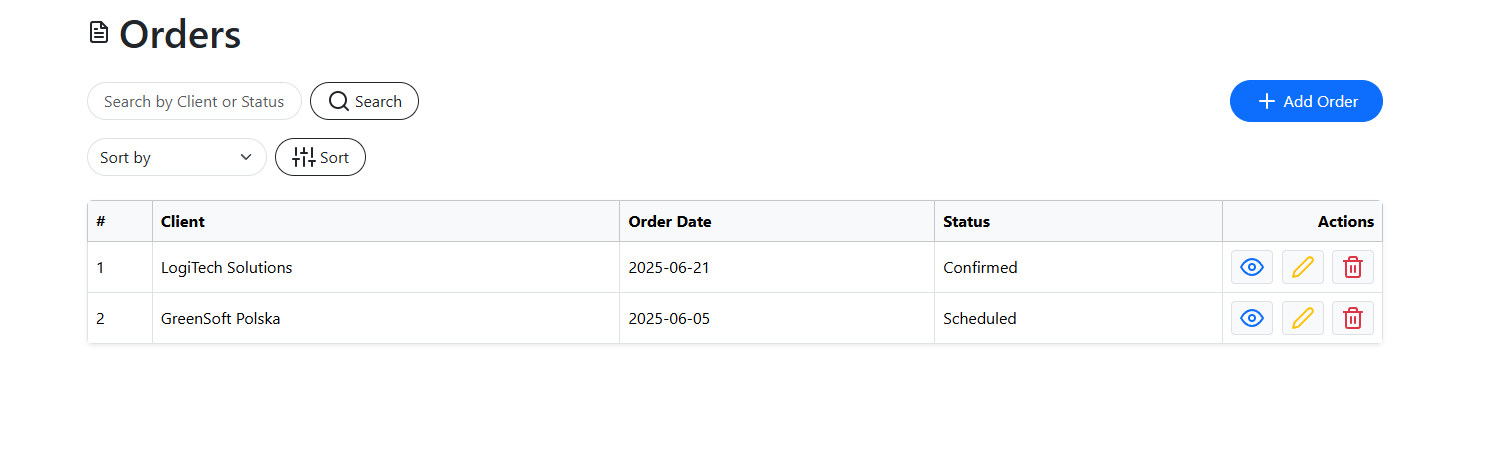 Orders
Search by Client or Status Search Add Order
Sort by Sort
# Client Order Date Status Actions
1 LogiTech Solutions 2025-06-21 Confirmed
2 GreenSoft Polska 2025-06-05 Scheduled